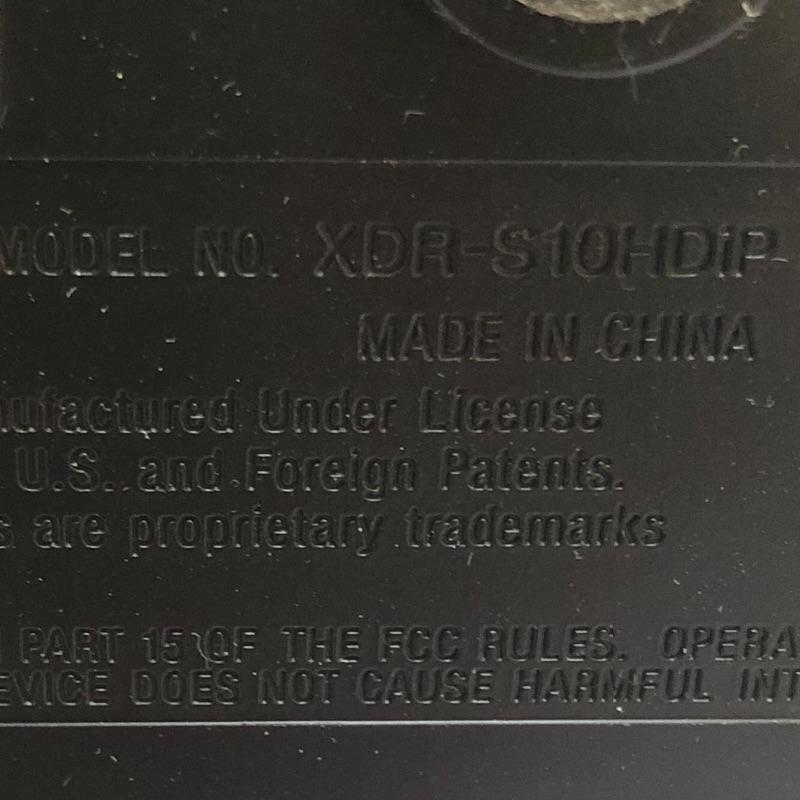 MODEL NO. XDR-S10HDiP
MADE IN CHINA
nufactured Under License
U.S. and Foreign Patents.
s are proprietary trademarks
PART 15 OF THE FCC RULES. OPERA
EVICE DOES NOT CAUSE HARMFUL INT